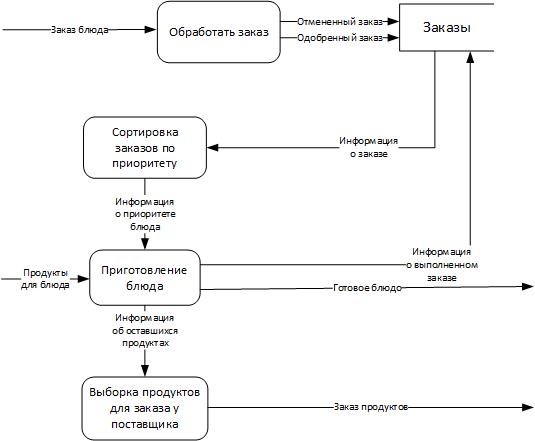 Заказ блюда
Обработать заказ
Отмененный заказ
Одобренный заказ
Заказы
Сортировка
заказов по
приоритету
Информация
о заказе
Информация
о приоритете
блюда
Продукты
для блюда
Приготовление
блюда
Информация
о выполненном
заказе
Готовое блюдо
Информация
об оставшихся
продуктах
Выборка продуктов
для заказа у
поставщика
Заказ продуктов